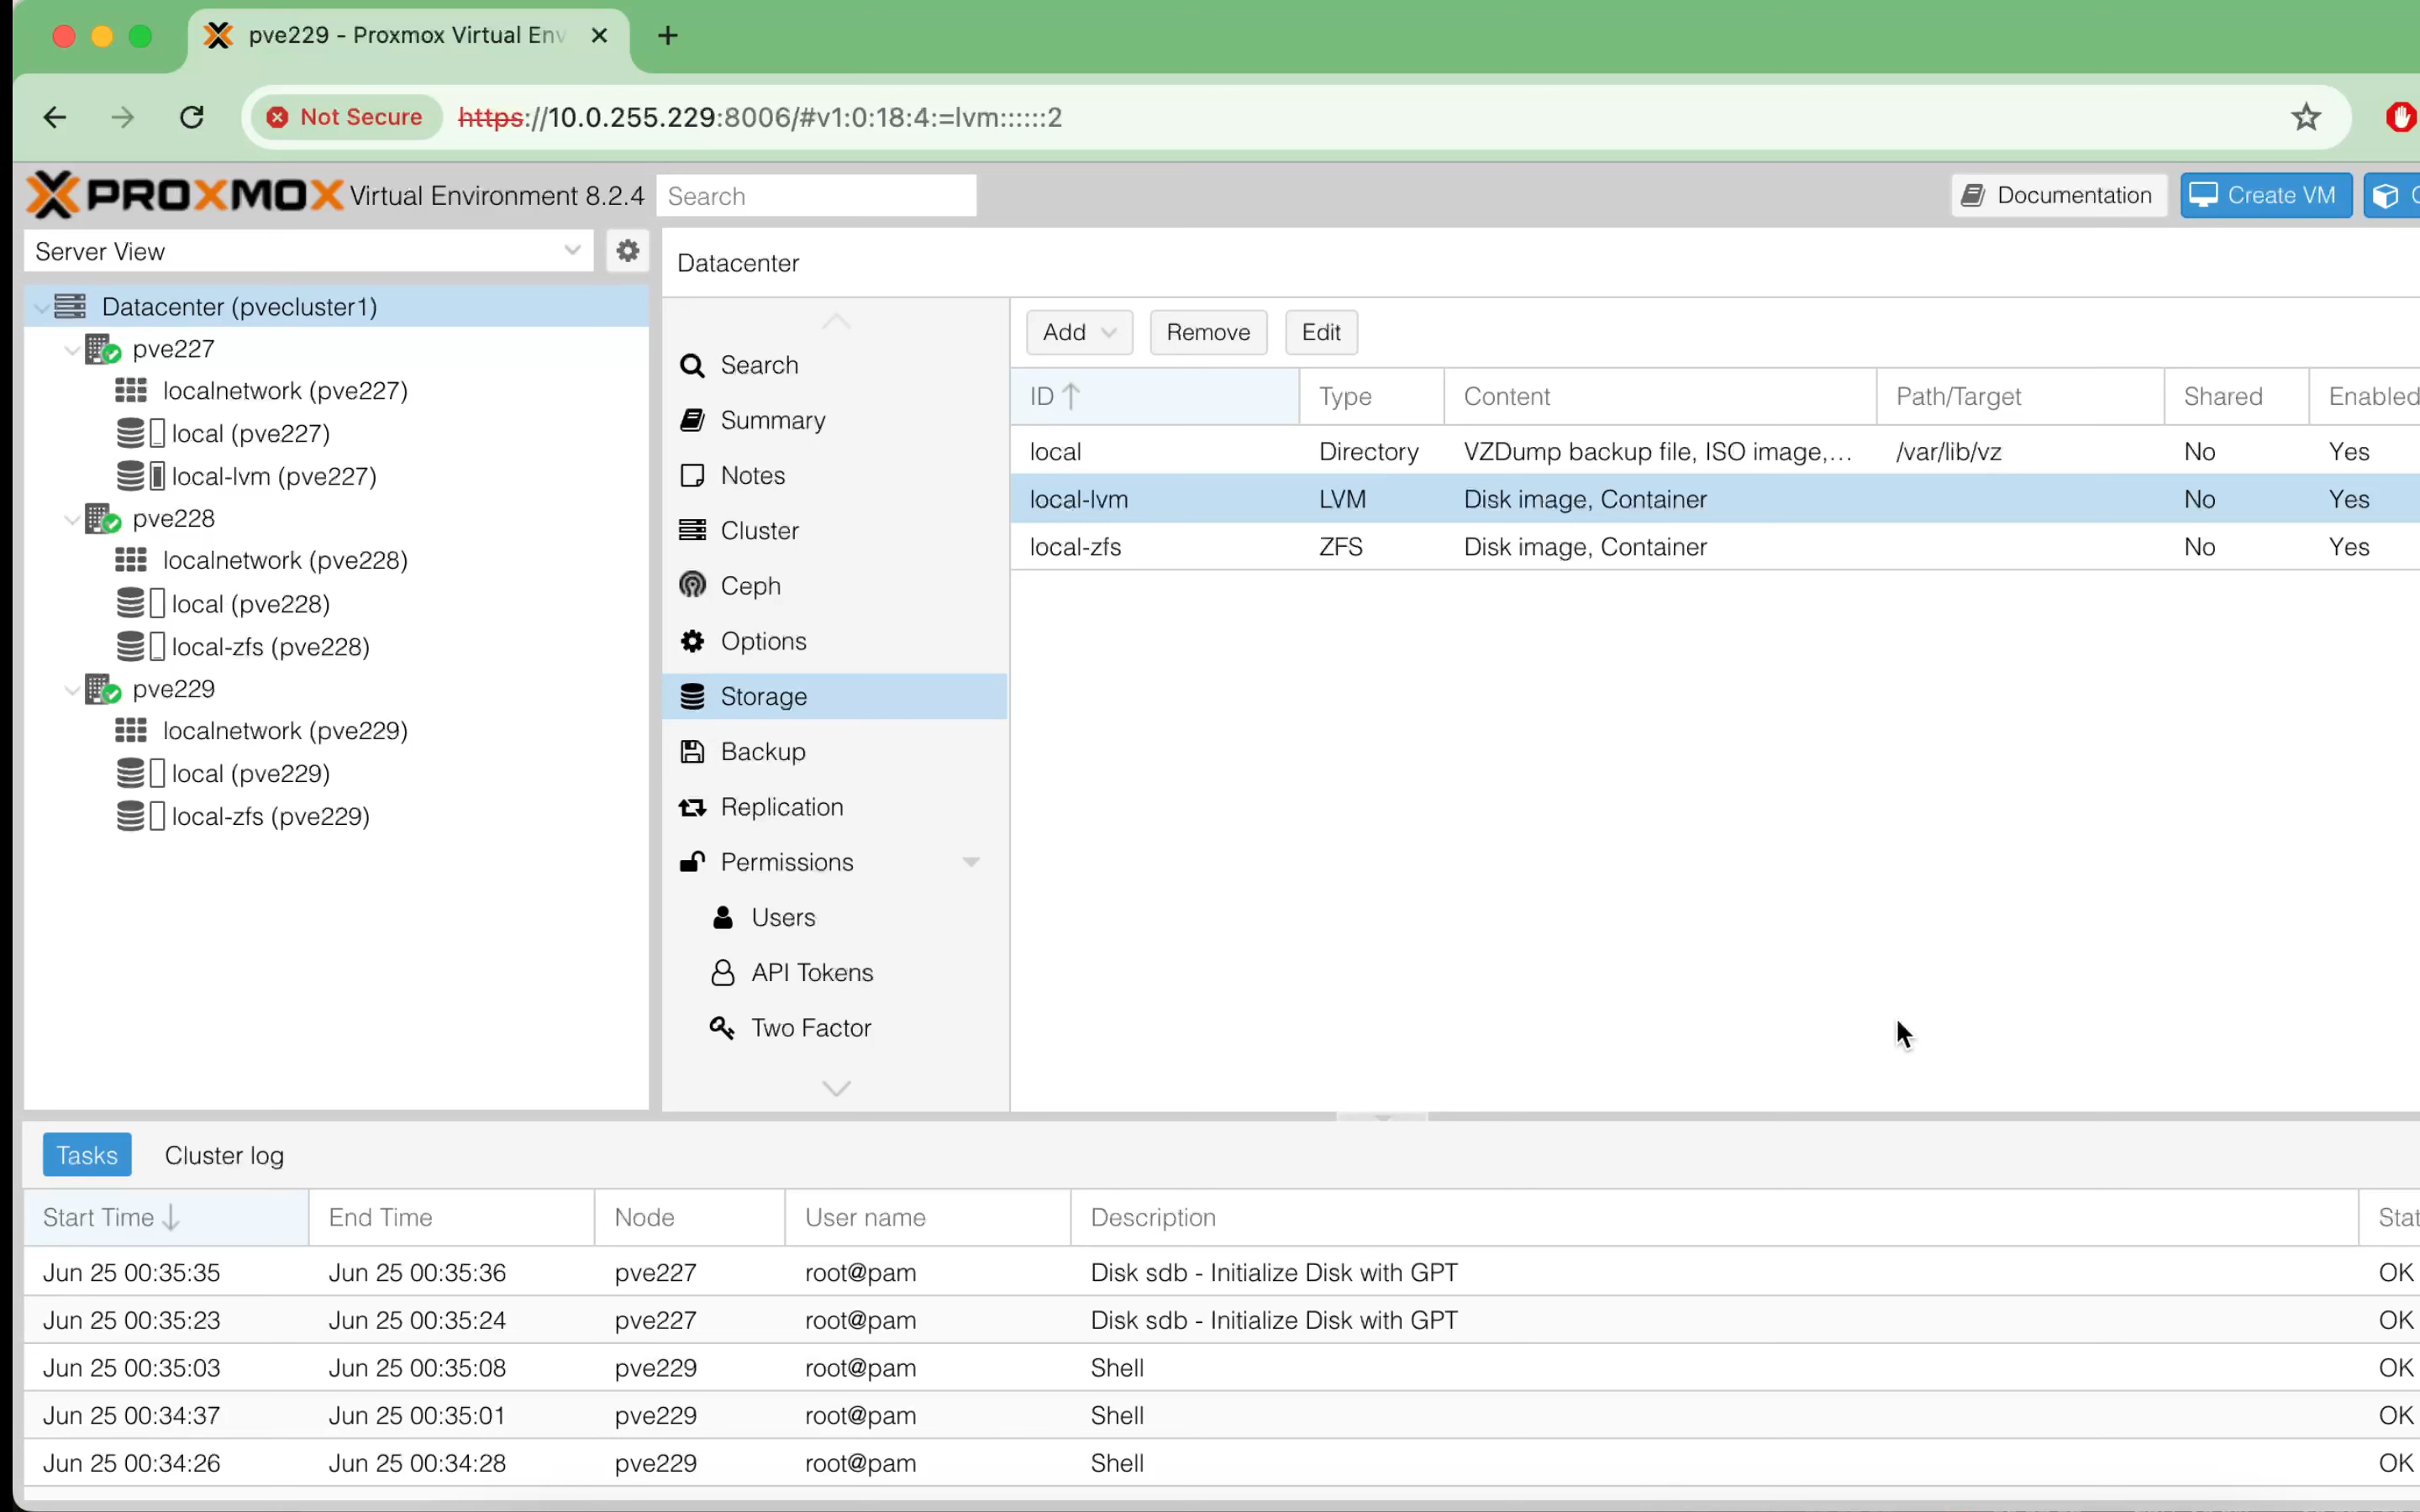 pve229 - Proxmox Virtual Env
Not Secure https://10.0.255.229:8006/#v1:0:18:4:=lvm::::::2
PROXMOX Virtual Environment 8.2.4 Search Documentation Create VM
Server View
Datacenter (pvecluster1)
pve227
localnetwork (pve227)
local (pve227)
local-lvm (pve227)
pve228
localnetwork (pve228)
local (pve228)
local-zfs (pve228)
pve229
localnetwork (pve229)
local (pve229)
local-zfs (pve229)
Datacenter
Search
Summary
Notes
Cluster
Ceph
Options
Storage
Backup
Replication
Permissions
Users
API Tokens
Two Factor
Add Remove Edit
ID Type Content Path/Target Shared Enabled
local Directory VZDump backup file, ISO image,... /var/lib/vz No Yes
local-lvm LVM Disk image, Container No Yes
local-zfs ZFS Disk image, Container No Yes
Tasks Cluster log
Start Time End Time Node User name Description Stat
Jun 25 00:35:35 Jun 25 00:35:36 pve227 root@pam Disk sdb - Initialize Disk with GPT OK
Jun 25 00:35:23 Jun 25 00:35:24 pve227 root@pam Disk sdb - Initialize Disk with GPT OK
Jun 25 00:35:03 Jun 25 00:35:08 pve229 root@pam Shell OK
Jun 25 00:34:37 Jun 25 00:35:01 pve229 root@pam Shell OK
Jun 25 00:34:26 Jun 25 00:34:28 pve229 root@pam Shell OK